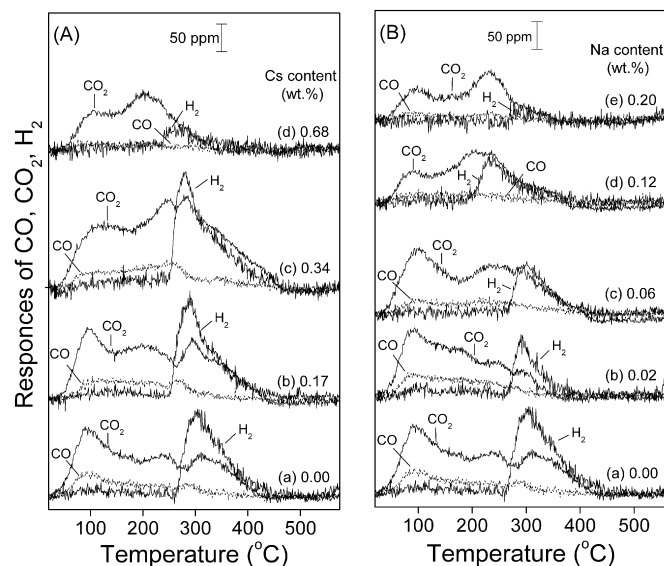 Responces of CO, CO2, H2
(A)
50 ppm
Cs content
(wt.%)
CO2
H2
CO
(d) 0.68
CO2
H2
CO
(c) 0.34
CO2
H2
CO
(b) 0.17
CO2
CO
H2
(a) 0.00
100 200 300 400 500
Temperature (oC)
(B)
50 ppm
Na content
(wt.%)
CO2
CO
H2
(e) 0.20
CO2
H2
CO
(d) 0.12
CO2
CO
H2
(c) 0.06
CO2
CO
H2
(b) 0.02
CO2
CO
H2
(a) 0.00
100 200 300 400 500
Temperature (oC)